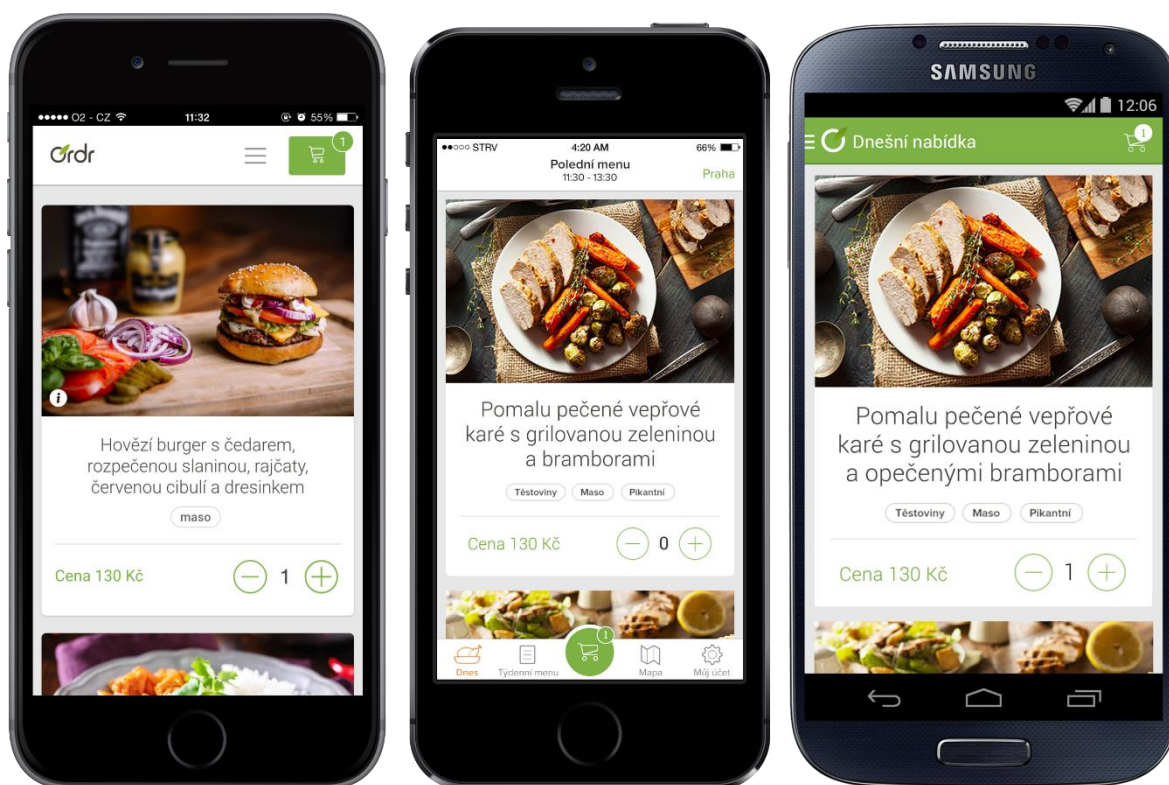 O2 - CZ
11:32
55%
Ordr
1
i
Hovězí burger s čedarem,
rozpečenou slaninou, rajčaty,
červenou cibulí a dresinkem
maso
Cena 130 Kč
1
STRV
4:20 AM
66%
Polední menu
11:30 - 13:30
Praha
Pomalu pečené vepřové
karé s grilovanou zeleninou
a bramborami
Těstoviny
Maso
Pikantní
Cena 130 Kč
0
1
Dnes
Týdenní menu
Mapa
Můj účet
SAMSUNG
12:06
Dnešní nabídka
1
Pomalu pečené vepřové
karé s grilovanou zeleninou
a opečenými bramborami
Těstoviny
Maso
Pikantní
Cena 130 Kč
1